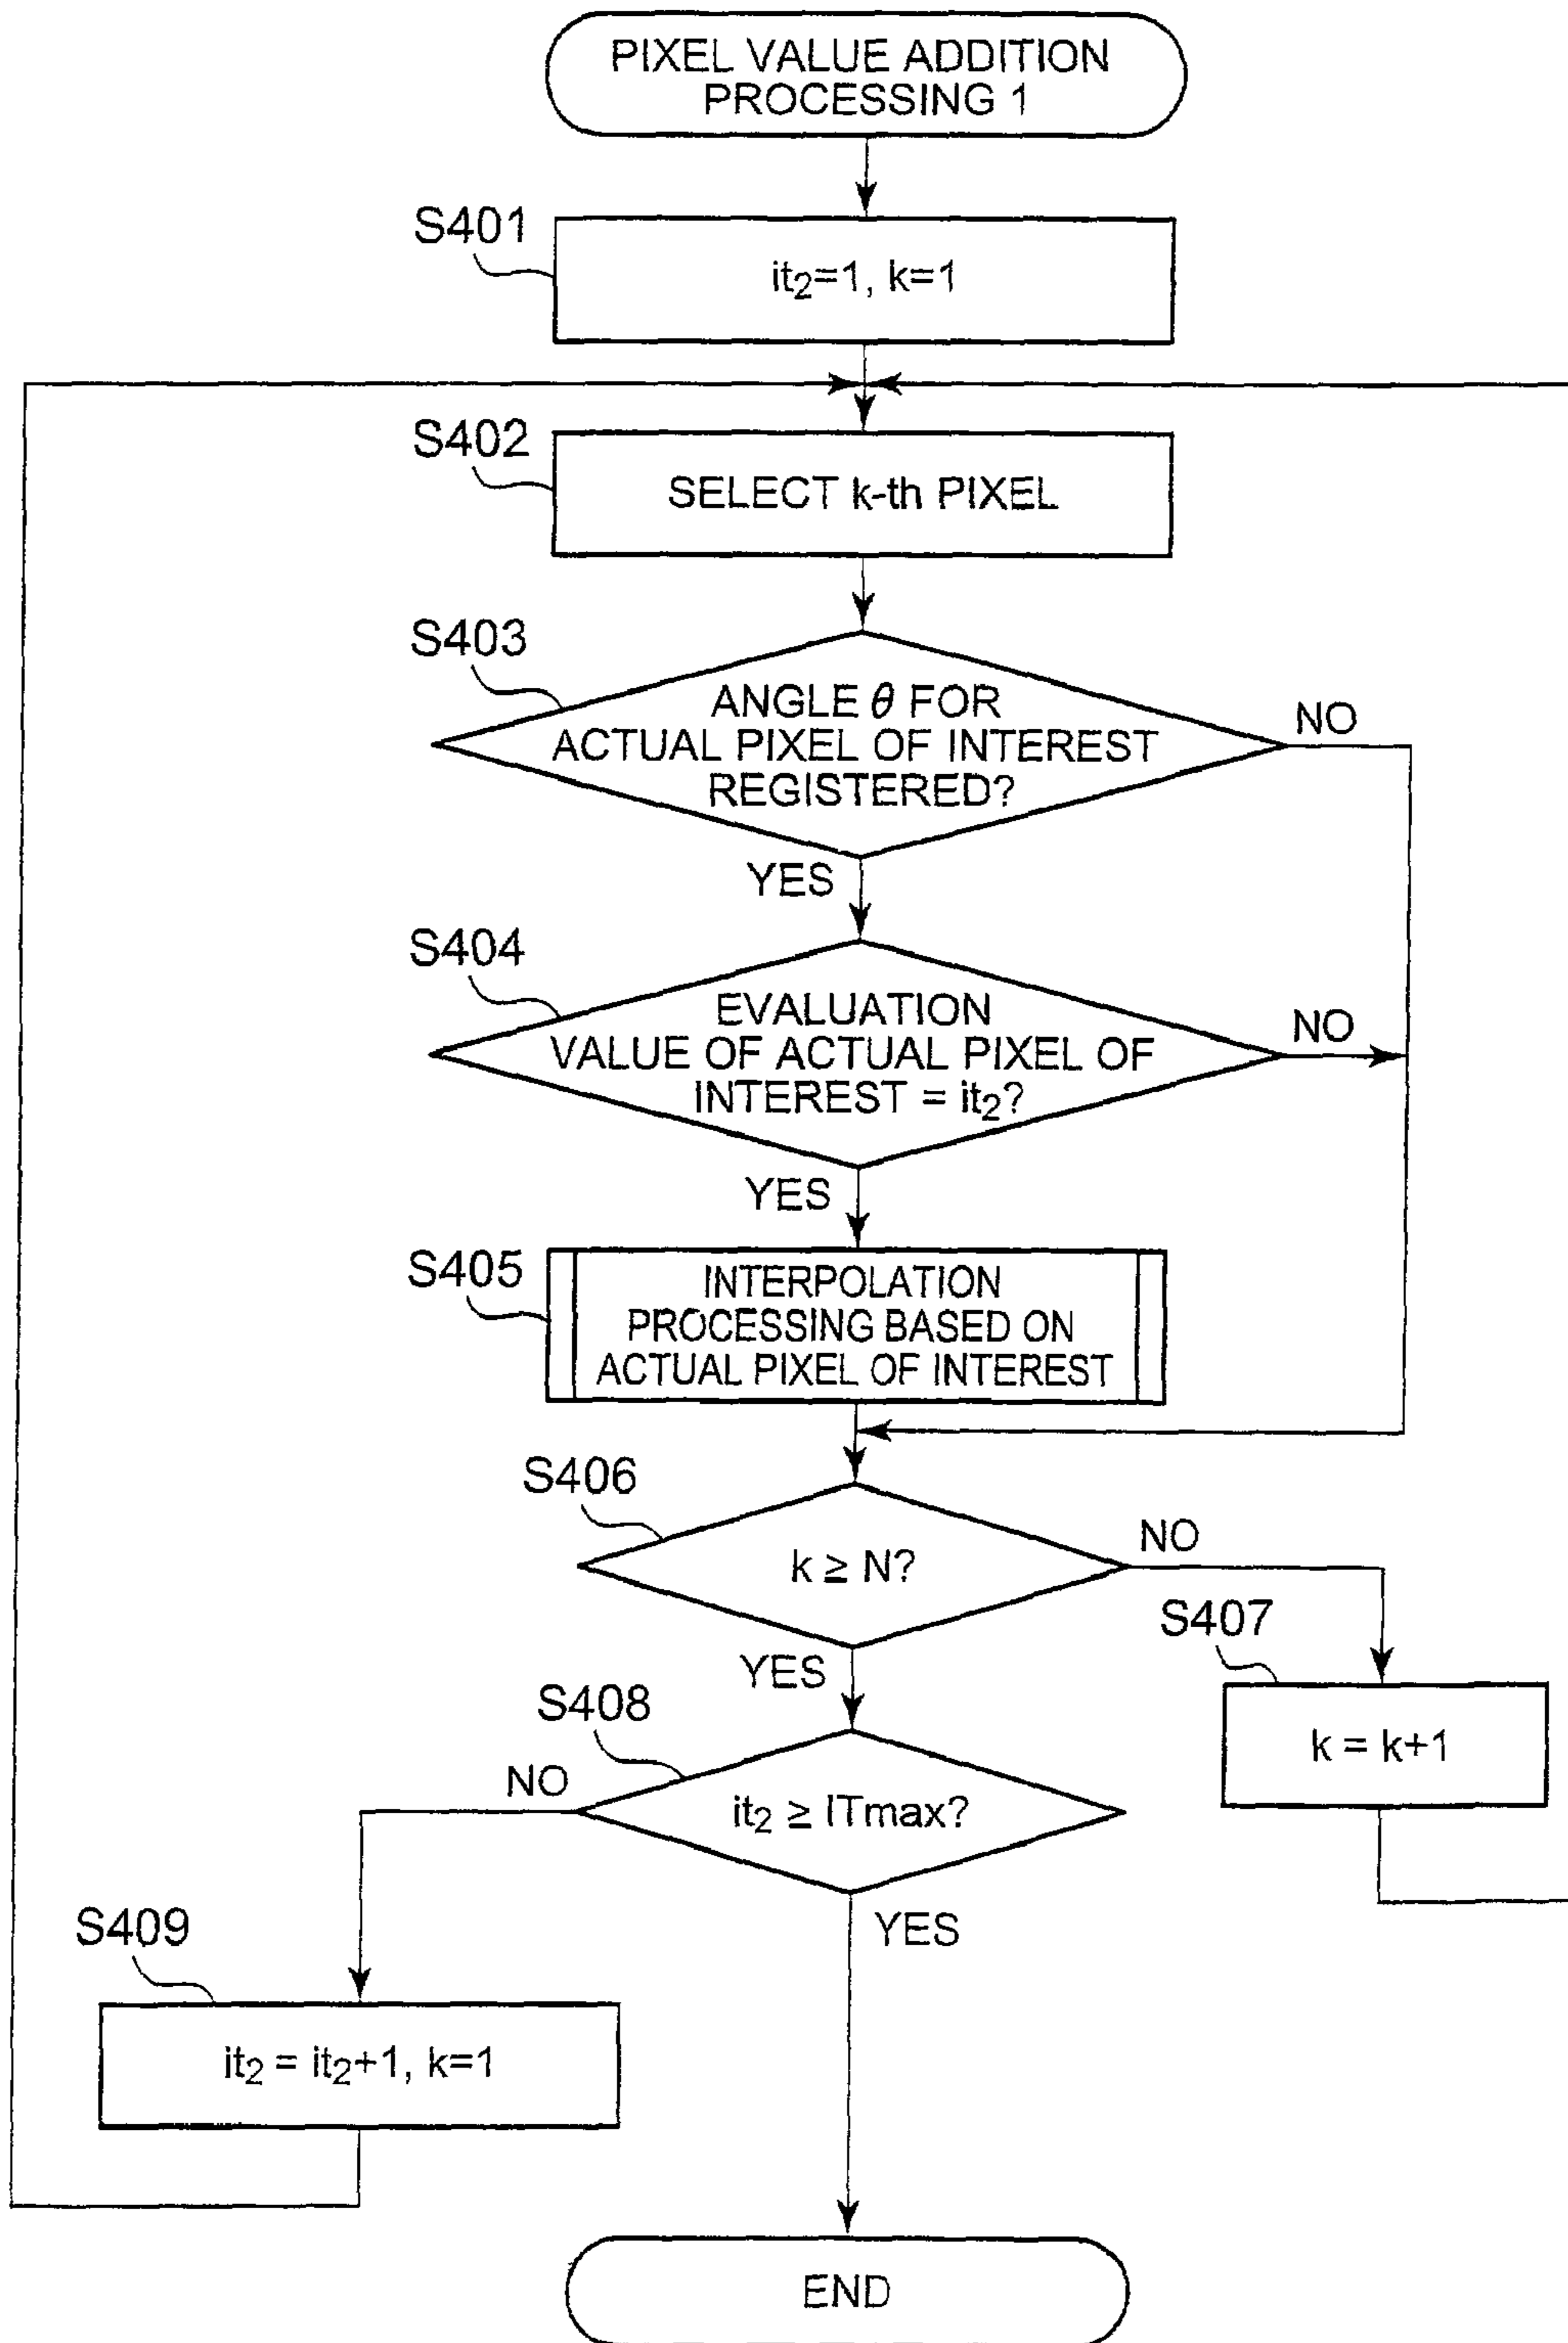 PIXEL VALUE ADDITION
PROCESSING 1
S401
it₂=1, k=1
S402
SELECT k-th PIXEL
S403
ANGLE θ FOR
ACTUAL PIXEL OF INTEREST
REGISTERED?
NO
YES
S404
EVALUATION
VALUE OF ACTUAL PIXEL OF
INTEREST = it₂?
NO
YES
S405
INTERPOLATION
PROCESSING BASED ON
ACTUAL PIXEL OF INTEREST
S406
k ≥ N?
NO
YES
S407
k = k+1
S408
it₂ ≥ ITmax?
NO
YES
S409
it₂ = it₂+1, k=1
END